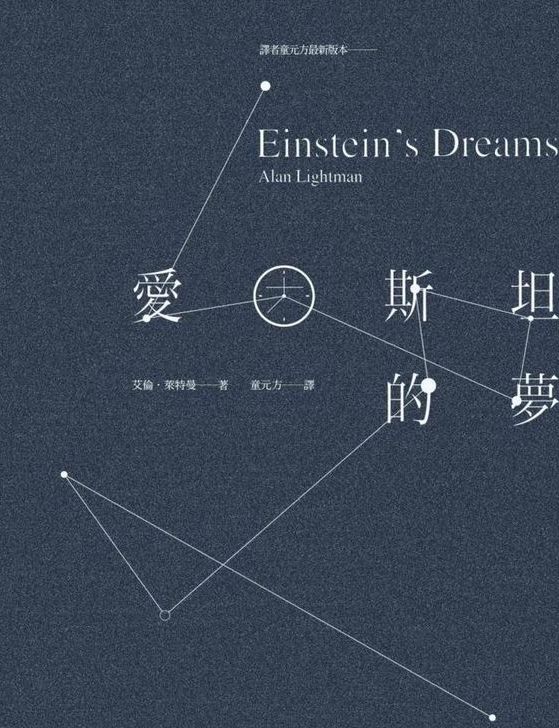 譯者童元方最新版本——
Einstein's Dreams
Alan Lightman
愛因斯坦
的夢
艾倫·萊特曼——著 童元方——譯